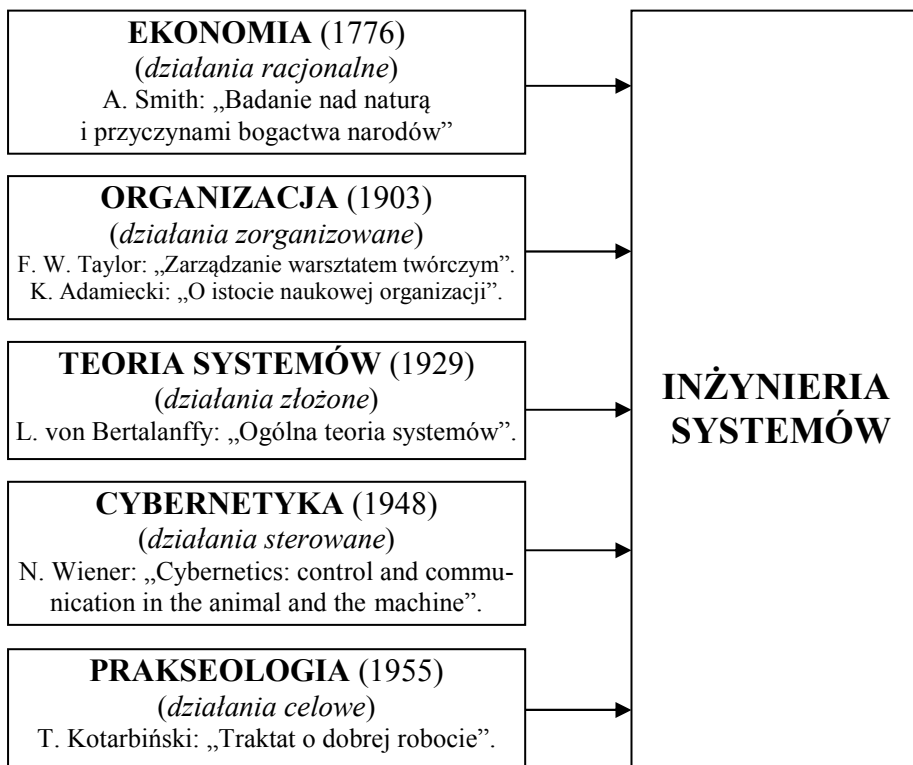 EKONOMIA (1776)
(działania racjonalne)
A. Smith: „Badanie nad naturą
i przyczynami bogactwa narodów”
ORGANIZACJA (1903)
(działania zorganizowane)
F. W. Taylor: „Zarządzanie warsztatem twórczym”.
K. Adamiecki: „O istocie naukowej organizacji”.
TEORIA SYSTEMÓW (1929)
(działania złożone)
L. von Bertalanffy: „Ogólna teoria systemów”.
CYBERNETYKA (1948)
(działania sterowane)
N. Wiener: „Cybernetics: control and commu-
nication in the animal and the machine”.
PRAKSEOLOGIA (1955)
(działania celowe)
T. Kotarbiński: „Traktat o dobrej robocie”.
INŻYNIERIA
SYSTEMÓW